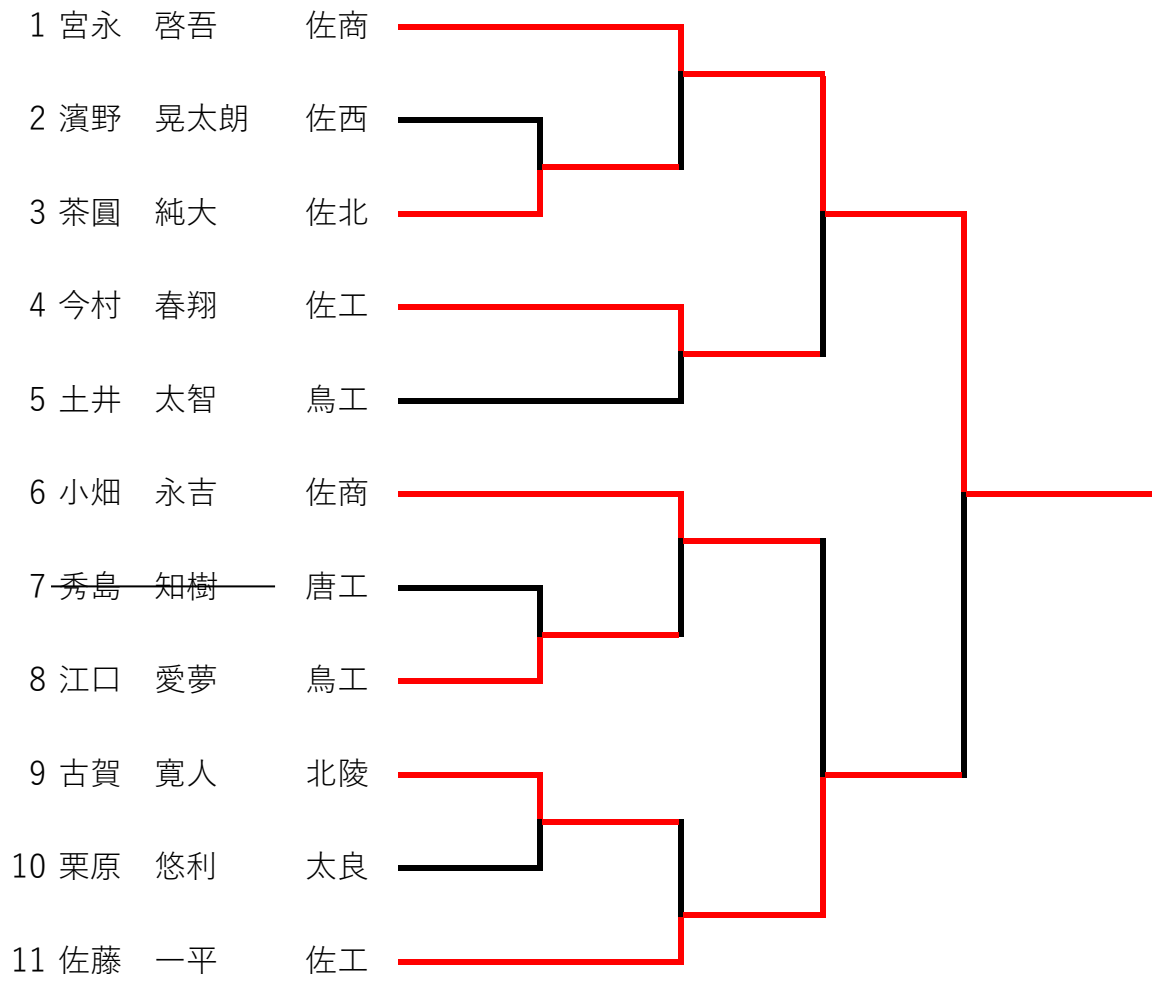 1 宮永 啓吾 佐商
2 濱野 晃太朗 佐西
3 茶圓 純大 佐北
4 今村 春翔 佐工
5 土井 太智 鳥工
6 小畑 永吉 佐商
7 秀島 知樹 唐工
8 江口 愛夢 鳥工
9 古賀 寛人 北陵
10 栗原 悠利 太良
11 佐藤 一平 佐工